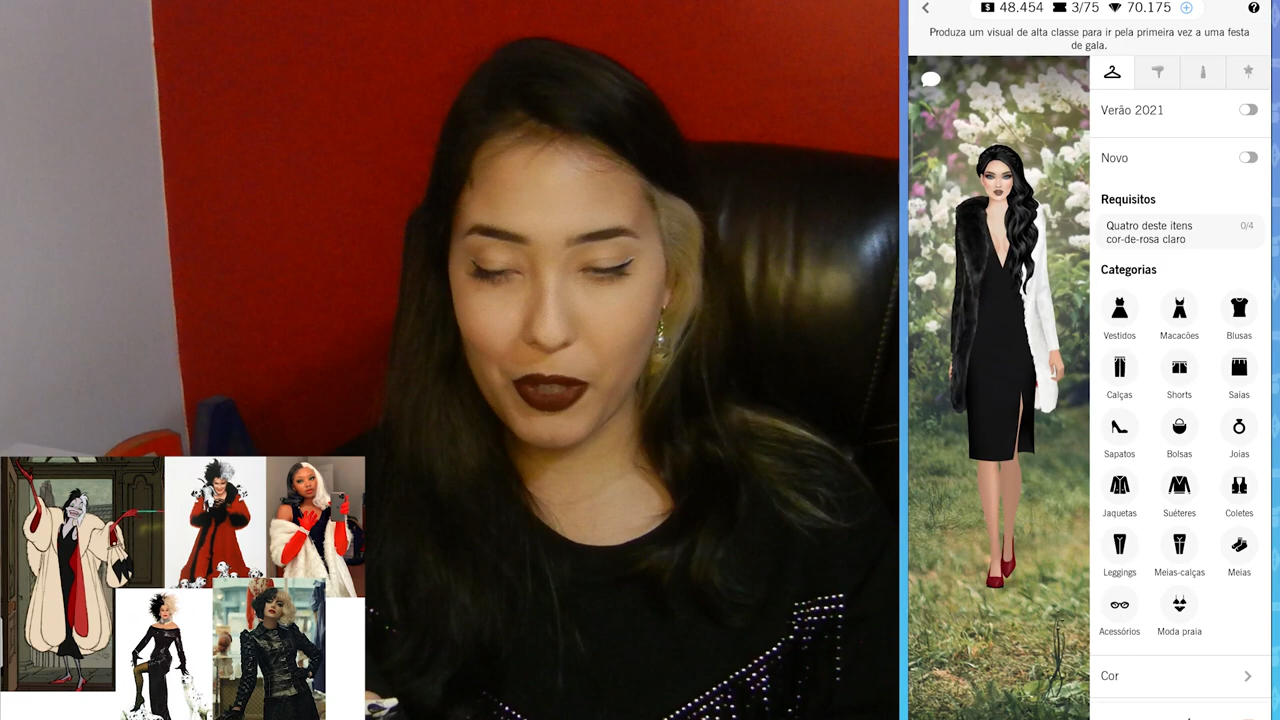 48.454 3/75 70.175
Produza um visual de alta classe para ir pela primeira vez a uma festa
de gala.
Verão 2021
Novo
Requisitos
Quatro deste itens 0/4
cor-de-rosa claro
Categorias
Vestidos Macacões Blusas
Calças Shorts Saias
Sapatos Bolsas Joias
Jaquetas Suéteres Coletes
Leggings Meias-calças Meias
Acessórios Moda praia
Cor